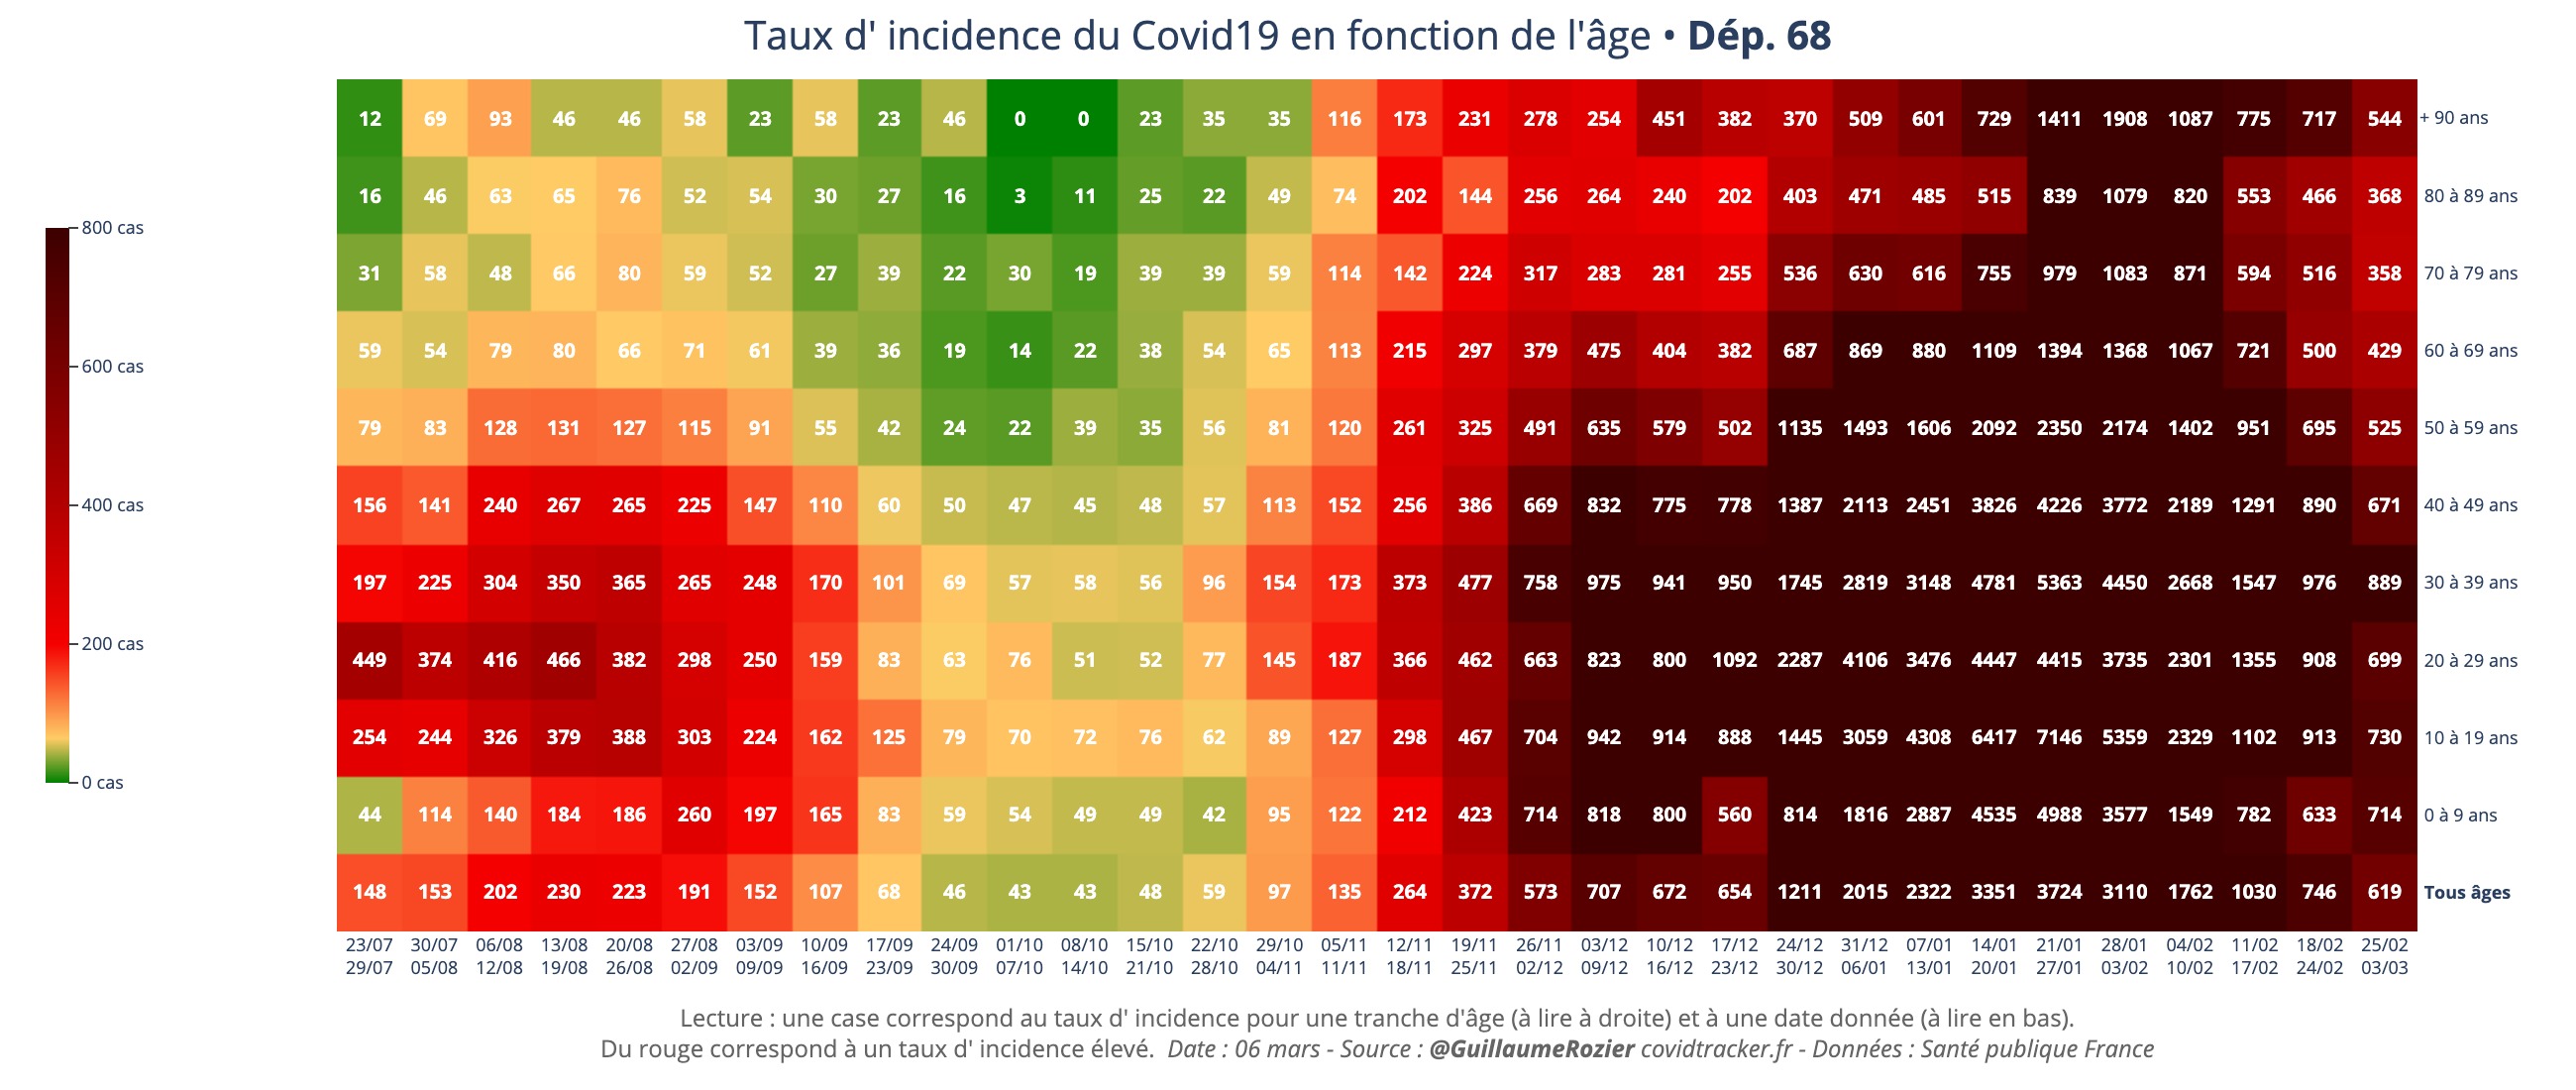 Taux d' incidence du Covid19 en fonction de l'âge • Dép. 68
12 69 93 46 46 58 23 58 23 46 0 0 23 35 35 116 173 231 278 254 451 382 370 509 601 729 1411 1908 1087 775 717 544 + 90 ans
16 46 63 65 76 52 54 30 27 16 3 11 25 22 49 74 202 144 256 264 240 202 403 471 485 515 839 1079 820 553 466 368 80 à 89 ans
800 cas
31 58 48 66 80 59 52 27 39 22 30 19 39 39 59 114 142 224 317 283 281 255 536 630 616 755 979 1083 871 594 516 358 70 à 79 ans
59 54 79 80 66 71 61 39 36 19 14 22 38 54 65 113 215 297 379 475 404 382 687 869 880 1109 1394 1368 1067 721 500 429 60 à 69 ans
600 cas
79 83 128 131 127 115 91 55 42 24 22 39 35 56 81 120 261 325 491 635 579 502 1135 1493 1606 2092 2350 2174 1402 951 695 525 50 à 59 ans
400 cas
156 141 240 267 265 225 147 110 60 50 47 45 48 57 113 152 256 386 669 832 775 778 1387 2113 2451 3826 4226 3772 2189 1291 890 671 40 à 49 ans
197 225 304 350 365 265 248 170 101 69 57 58 56 96 154 173 373 477 758 975 941 950 1745 2819 3148 4781 5363 4450 2668 1547 976 889 30 à 39 ans
200 cas
449 374 416 466 382 298 250 159 83 63 76 51 52 77 145 187 366 462 663 823 800 1092 2287 4106 3476 4447 4415 3735 2301 1355 908 699 20 à 29 ans
254 244 326 379 388 303 224 162 125 79 70 72 76 62 89 127 298 467 704 942 914 888 1445 3059 4308 6417 7146 5359 2329 1102 913 730 10 à 19 ans
0 cas
44 114 140 184 186 260 197 165 83 59 54 49 49 42 95 122 212 423 714 818 800 560 814 1816 2887 4535 4988 3577 1549 782 633 714 0 à 9 ans
148 153 202 230 223 191 152 107 68 46 43 43 48 59 97 135 264 372 573 707 672 654 1211 2015 2322 3351 3724 3110 1762 1030 746 619 Tous âges
23/07 30/07 06/08 13/08 20/08 27/08 03/09 10/09 17/09 24/09 01/10 08/10 15/10 22/10 29/10 05/11 12/11 19/11 26/11 03/12 10/12 17/12 24/12 31/12 07/01 14/01 21/01 28/01 04/02 11/02 18/02 25/02
29/07 05/08 12/08 19/08 26/08 02/09 09/09 16/09 23/09 30/09 07/10 14/10 21/10 28/10 04/11 11/11 18/11 25/11 02/12 09/12 16/12 23/12 30/12 06/01 13/01 20/01 27/01 03/02 10/02 17/02 24/02 03/03
Lecture : une case correspond au taux d' incidence pour une tranche d'âge (à lire à droite) et à une date donnée (à lire en bas).
Du rouge correspond à un taux d' incidence élevé. Date : 06 mars - Source : @GuillaumeRozier covidtracker.fr - Données : Santé publique France